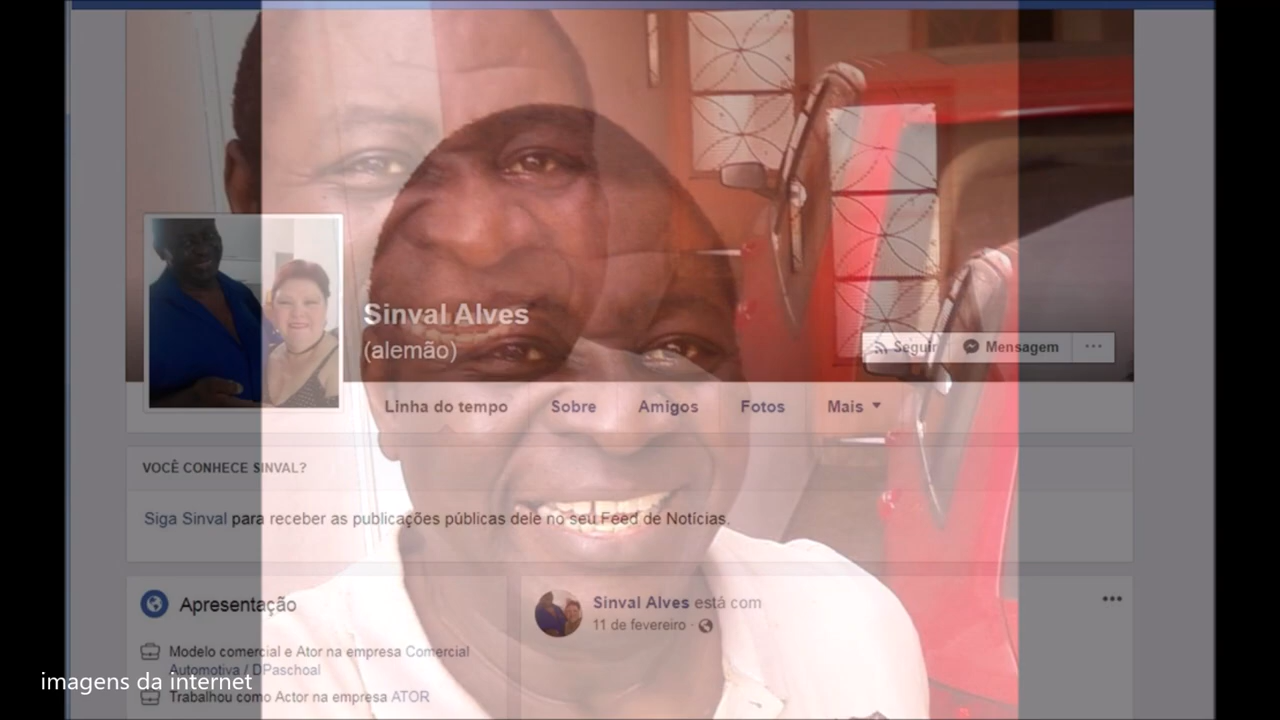 Sinval Alves
(alemão)
Seguir
Mensagem
Linha do tempo
Sobre
Amigos
Fotos
Mais
VOCÊ CONHECE SINVAL?
Siga Sinval para receber as publicações públicas dele no seu Feed de Notícias.
Apresentação
Modelo comercial e Ator na empresa Comercial
Automotiva / DPaschoal
Trabalhou como Actor na empresa ATOR
Sinval Alves está com
11 de fevereiro ·
imagens da internet